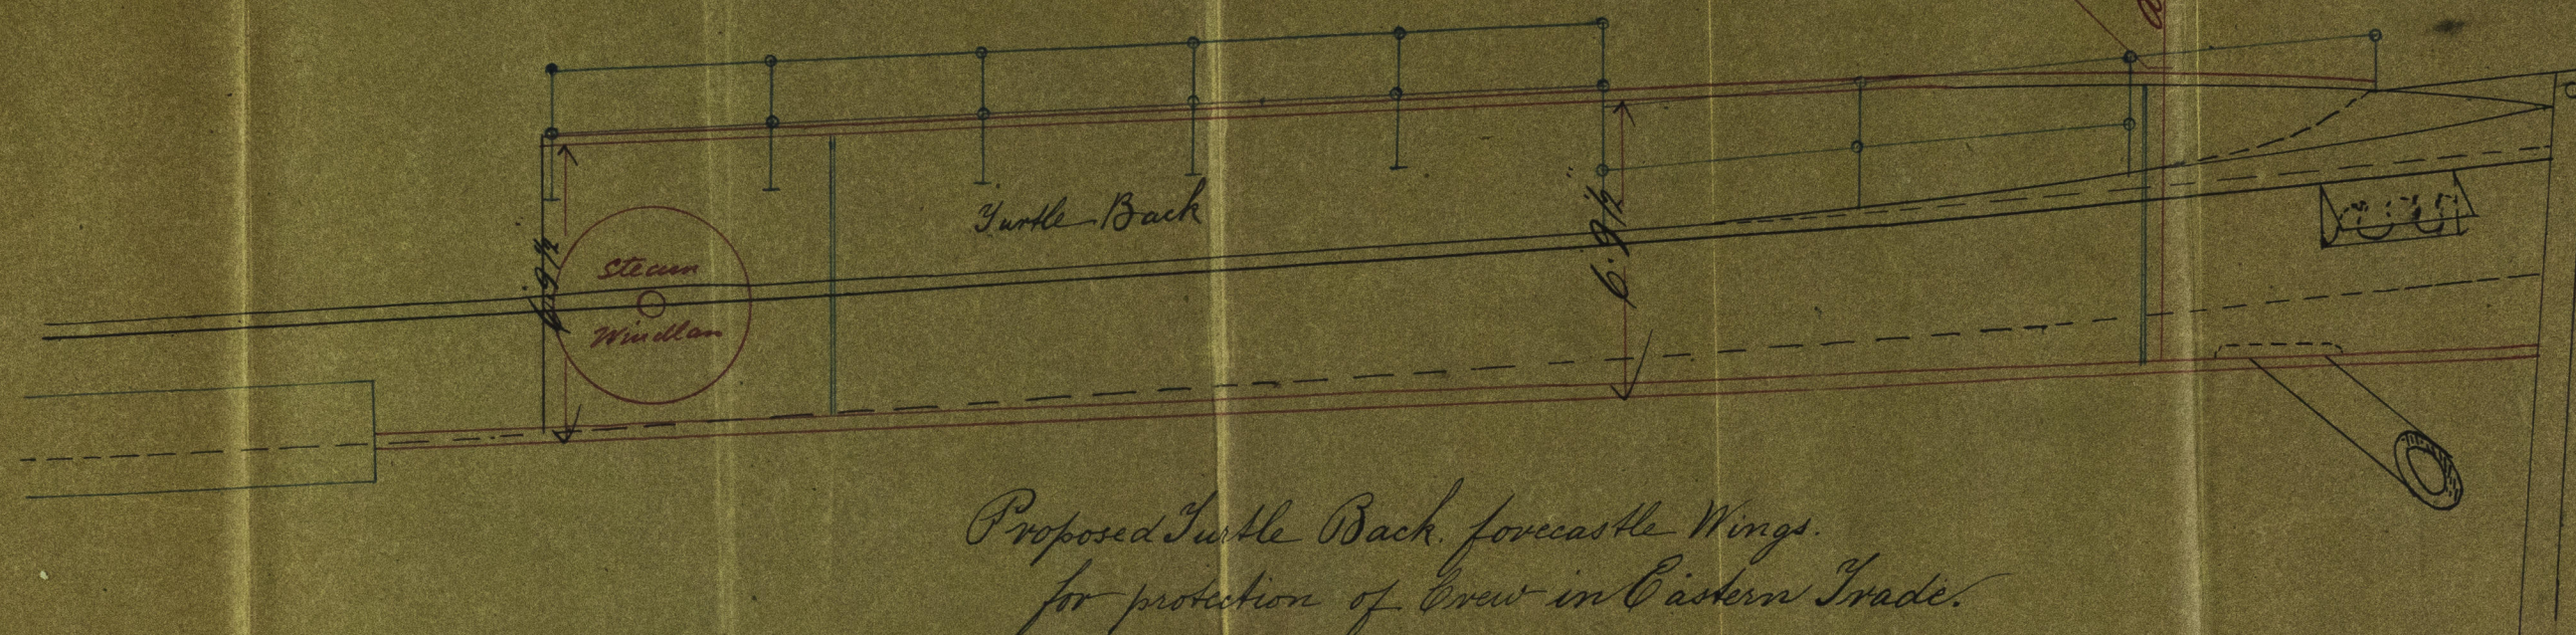 Turtle Back
Steam
Windlass
6.9½
6.9½"
Proposed Turtle Back. forecastle Wings.
for protection of Crew in Eastern Trade.